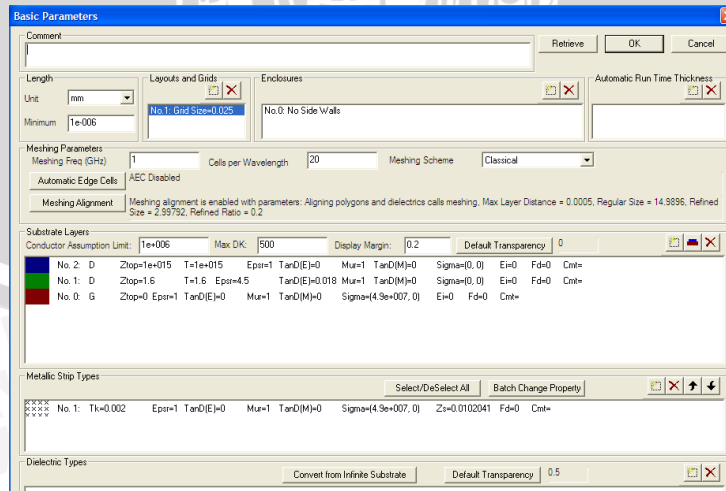 Basic Parameters
Comment
Retrieve
OK
Cancel
Length
Unit
mm
Minimum
1e-006
Layouts and Grids
No.1: Grid Size=0.025
Enclosures
No.0: No Side Walls
Automatic Run Time Thickness
Meshing Parameters
Meshing Freq (GHz)
1
Cells per Wavelength
20
Meshing Scheme
Classical
Automatic Edge Cells
AEC Disabled
Meshing Alignment
Meshing alignment is enabled with parameters: Aligning polygons and dielectrics calls meshing, Max Layer Distance = 0.0005, Regular Size = 14.9896, Refined
Size = 2.99792, Refined Ratio = 0.2
Substrate Layers
Conductor Assumption Limit: 1e+006 Max DK: 500 Display Margin: 0.2 Default Transparency 0
No. 2: D Ztop=1e+015 T=1e+015 Epsr=1 TanD(E)=0 Mur=1 TanD(M)=0 Sigma=(0, 0) Ei=0 Fd=0 Cmt=
No. 1: D Ztop=1.6 T=1.6 Epsr=4.5 TanD(E)=0.018 Mur=1 TanD(M)=0 Sigma=(0, 0) Ei=0 Fd=0 Cmt=
No. 0: G Ztop=0 Epsr=1 TanD(E)=0 Mur=1 TanD(M)=0 Sigma=(4.9e+007, 0) Ei=0 Fd=0 Cmt=
Metallic Strip Types
Select/DeSelect All
Batch Change Property
No. 1: Tk=0.002 Epsr=1 TanD(E)=0 Mur=1 TanD(M)=0 Sigma=(4.9e+007, 0) Zs=0.0102041 Fd=0 Cmt=
Dielectric Types
Convert from Infinite Substrate
Default Transparency
0.5